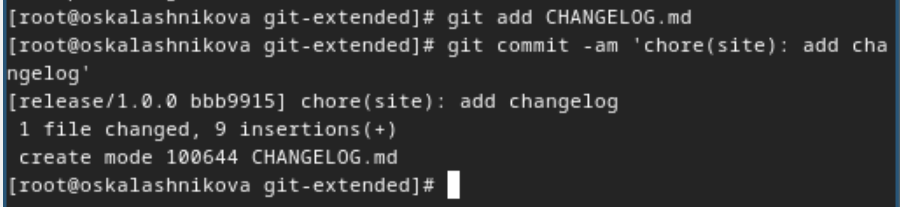 [root@oskalashnikova git-extended]# git add CHANGELOG.md
[root@oskalashnikova git-extended]# git commit -am 'chore(site): add cha
ngelog'
[release/1.0.0 bbb9915] chore(site): add changelog
 1 file changed, 9 insertions(+)
 create mode 100644 CHANGELOG.md
[root@oskalashnikova git-extended]#